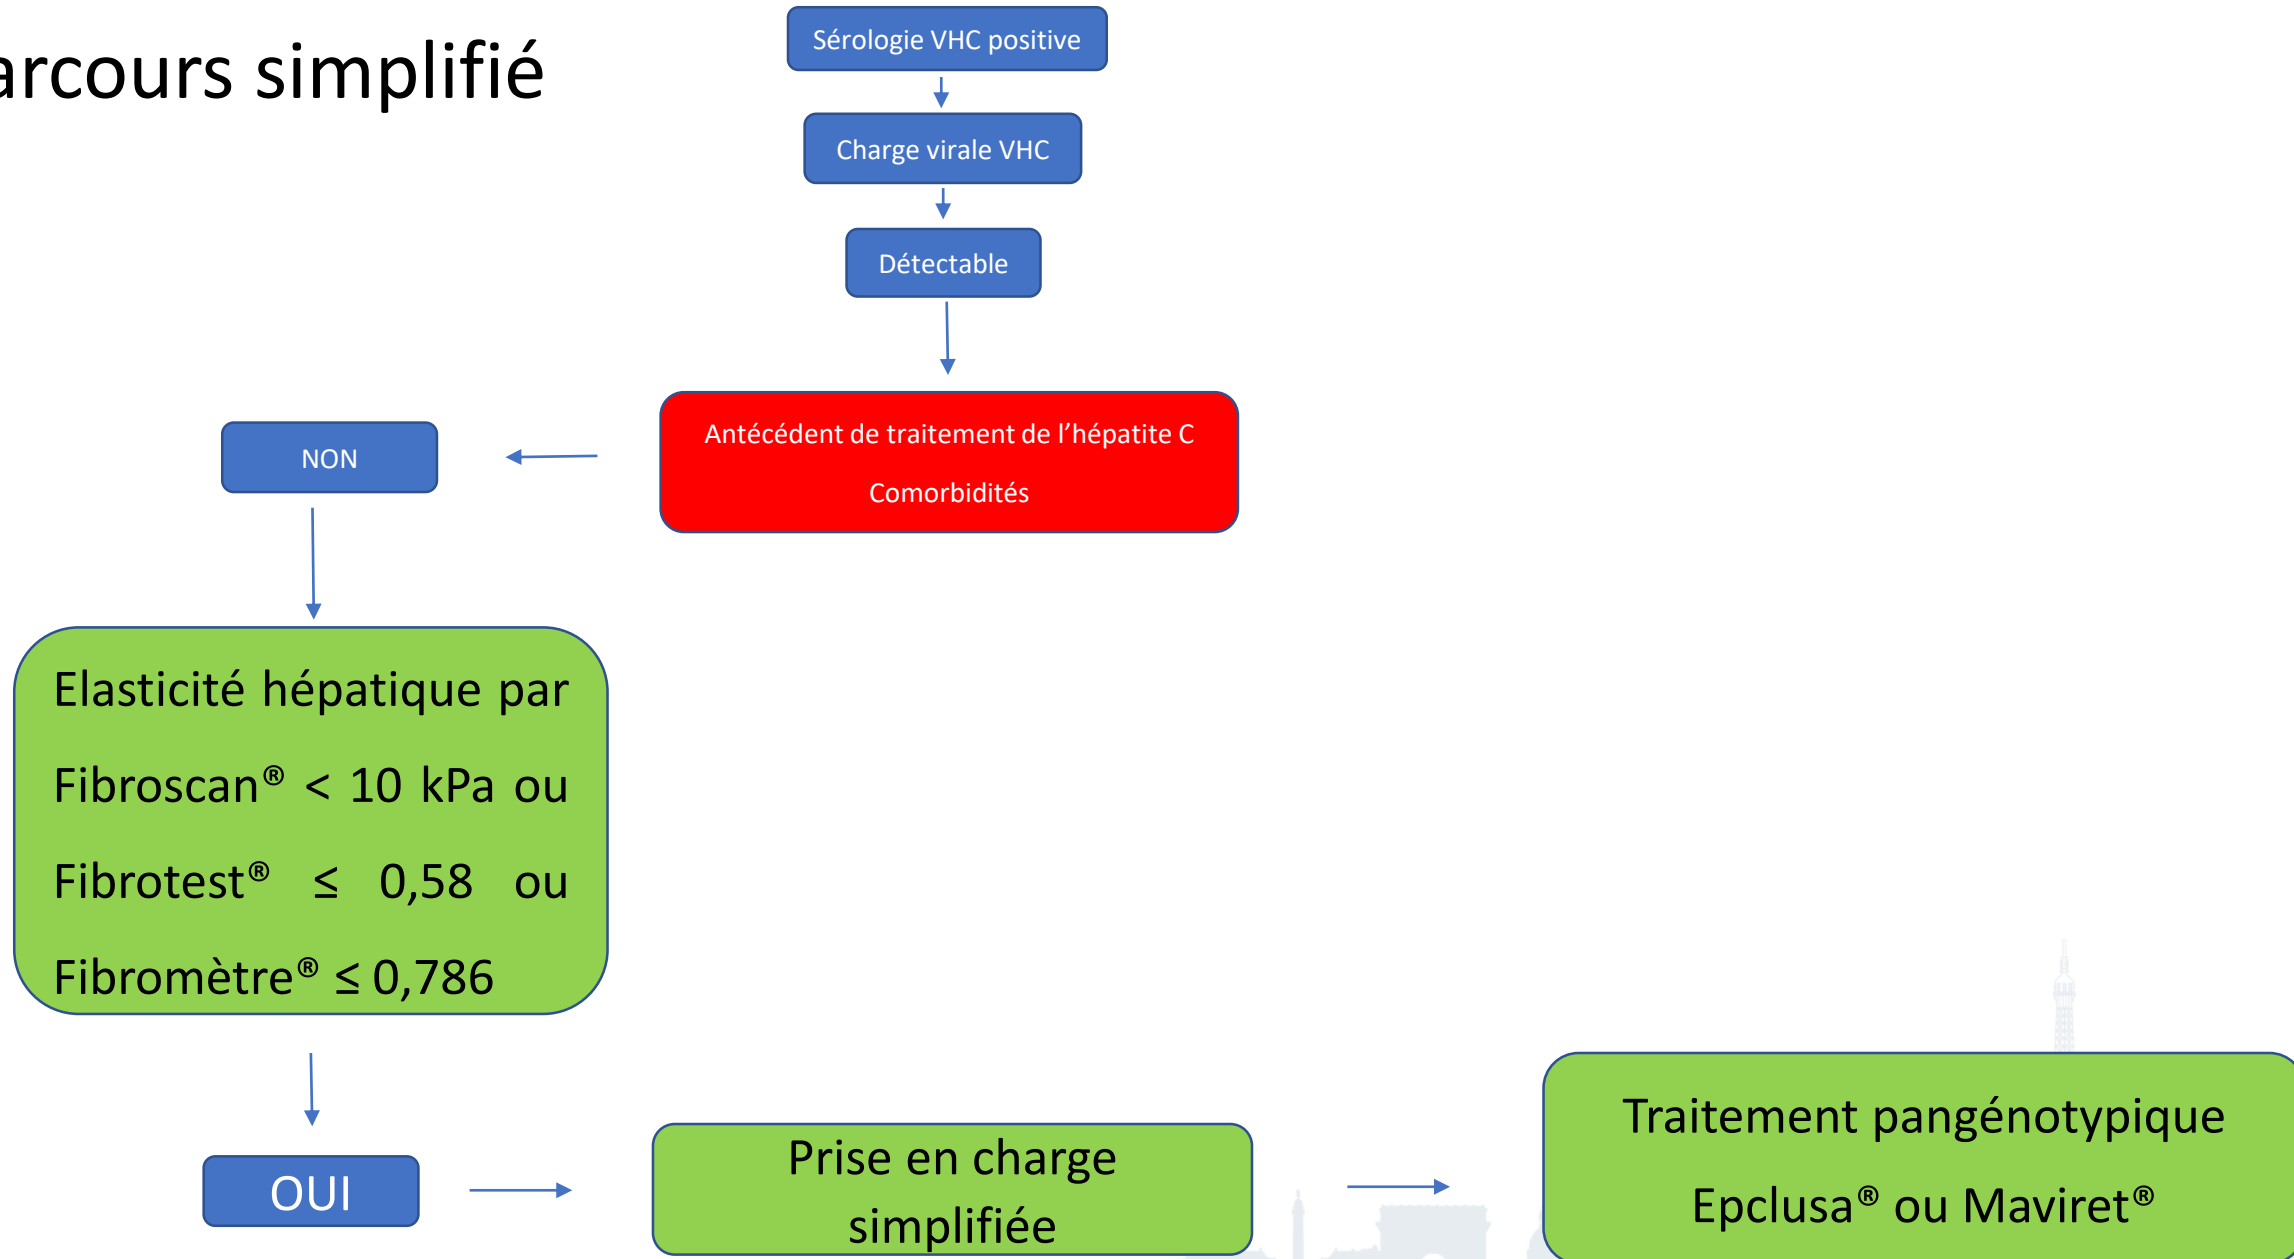 arcours simplifié
Sérologie VHC positive
Charge virale VHC
Détectable
Antécédent de traitement de l’hépatite C
Comorbidités
NON
Elasticité hépatique par
Fibroscan® < 10 kPa ou
Fibrotest® ≤ 0,58 ou
Fibromètre® ≤ 0,786
OUI
Prise en charge
simplifiée
Traitement pangénotypique
Epclusa® ou Maviret®